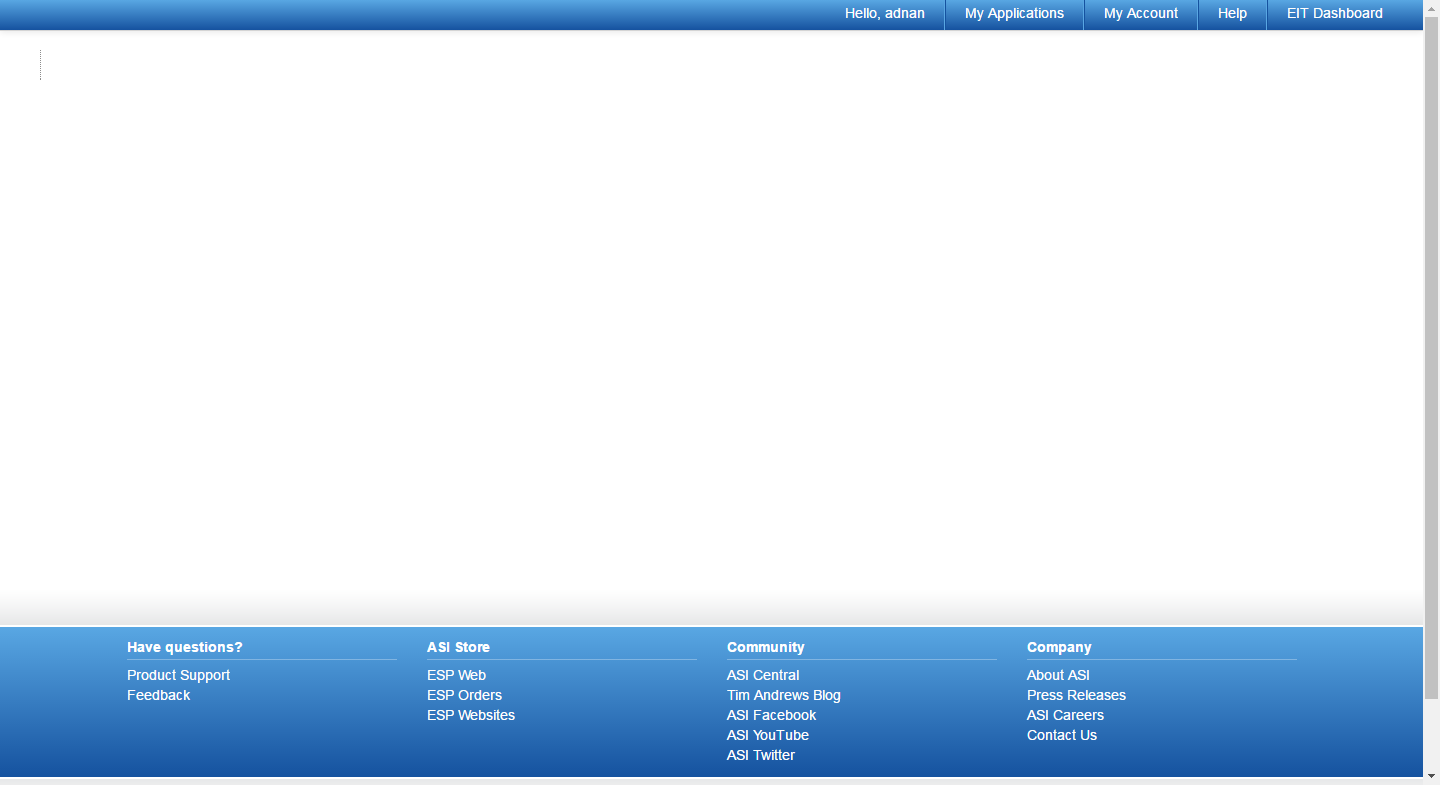 Hello, adnan My Applications My Account Help EIT Dashboard
Have questions?
Product Support
Feedback
ASI Store
ESP Web
ESP Orders
ESP Websites
Community
ASI Central
Tim Andrews Blog
ASI Facebook
ASI YouTube
ASI Twitter
Company
About ASI
Press Releases
ASI Careers
Contact Us